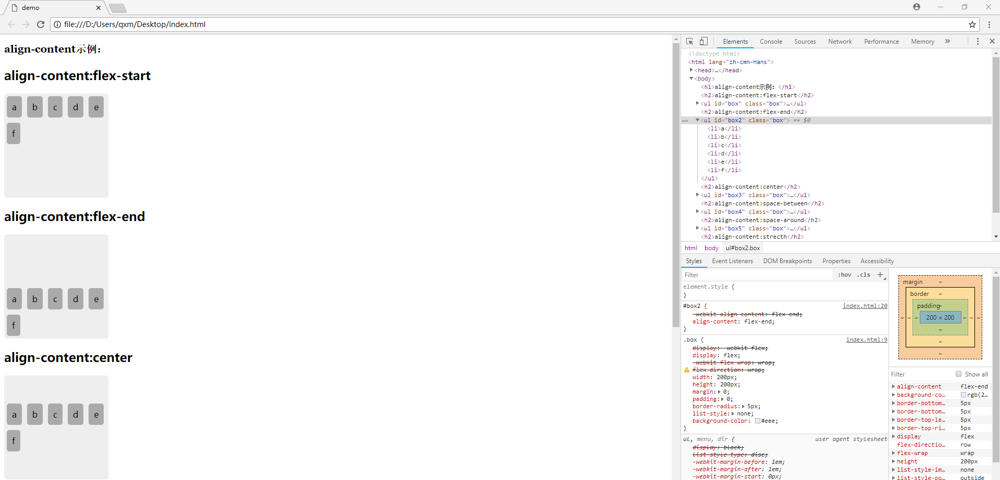 demo
file:///D:/Users/qxm/Desktop/index.html
align-content示例：
align-content:flex-start
a b c d e
f
align-content:flex-end
a b c d e
f
align-content:center
a b c d e
f
Elements Console Sources Network Performance Memory »
<!doctype html>
<html lang="zh-cmn-Hans">
<head>…</head>
<body>
<h1>align-content示例：</h1>
<h2>align-content:flex-start</h2>
<ul id="box" class="box">…</ul>
<h2>align-content:flex-end</h2>
... <ul id="box2" class="box"> == $0
<li>a</li>
<li>b</li>
<li>c</li>
<li>d</li>
<li>e</li>
<li>f</li>
</ul>
<h2>align-content:center</h2>
<ul id="box3" class="box">…</ul>
<h2>align-content:space-between</h2>
<ul id="box4" class="box">…</ul>
<h2>align-content:space-around</h2>
<ul id="box5" class="box">…</ul>
<h2>align-content:strecth</h2>
html body ul#box2.box
Styles Event Listeners DOM Breakpoints Properties Accessibility
Filter :hov .cls +
element.style {
}
#box2 { index.html:20
-webkit-align-content: flex-end;
align-content: flex-end;
}
.box { index.html:9
display: -webkit-flex;
display: flex;
-webkit-flex-wrap: wrap;
flex-direction: wrap;
width: 200px;
height: 200px;
margin: 0;
padding: 0;
border-radius: 5px;
list-style: none;
background-color: #eee;
}
ul, menu, dir { user agent stylesheet
display: block;
list-style-type: disc;
-webkit-margin-before: 1em;
-webkit-margin-after: 1em;
-webkit-margin-start: 0px;
margin –
border –
padding –
– – – 200 × 200 – – –
–
–
–
Filter Show all
align-content flex-end
background-co… rgb(2…
border-bottom… 5px
border-bottom… 5px
border-top-le… 5px
border-top-ri… 5px
display flex
flex-directio… row
flex-wrap wrap
height 200px
list-style-im… none
list-style-po… outside